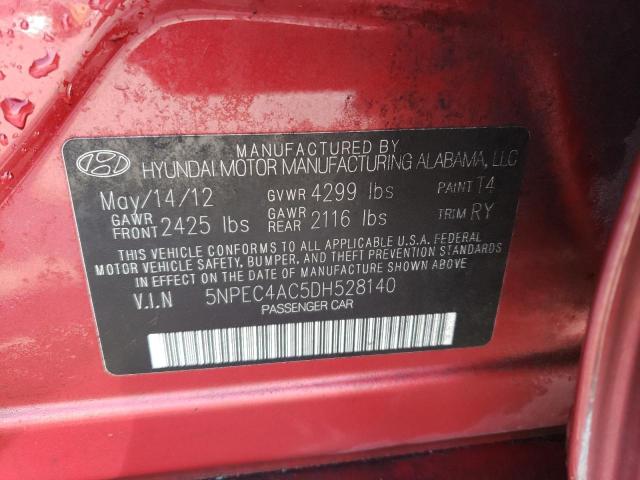 MANUFACTURED BY
HYUNDAI MOTOR MANUFACTURING ALABAMA, LLC
May/14/12 GVWR 4299 lbs PAINT T4
GAWR FRONT 2425 lbs GAWR REAR 2116 lbs TRIM RY
THIS VEHICLE CONFORMS TO ALL APPLICABLE U.S.A. FEDERAL
MOTOR VEHICLE SAFETY, BUMPER, AND THEFT PREVENTION STANDARDS
IN EFFECT ON THE DATE OF MANUFACTURE SHOWN ABOVE.
V.I.N 5NPEC4AC5DH528140
PASSENGER CAR